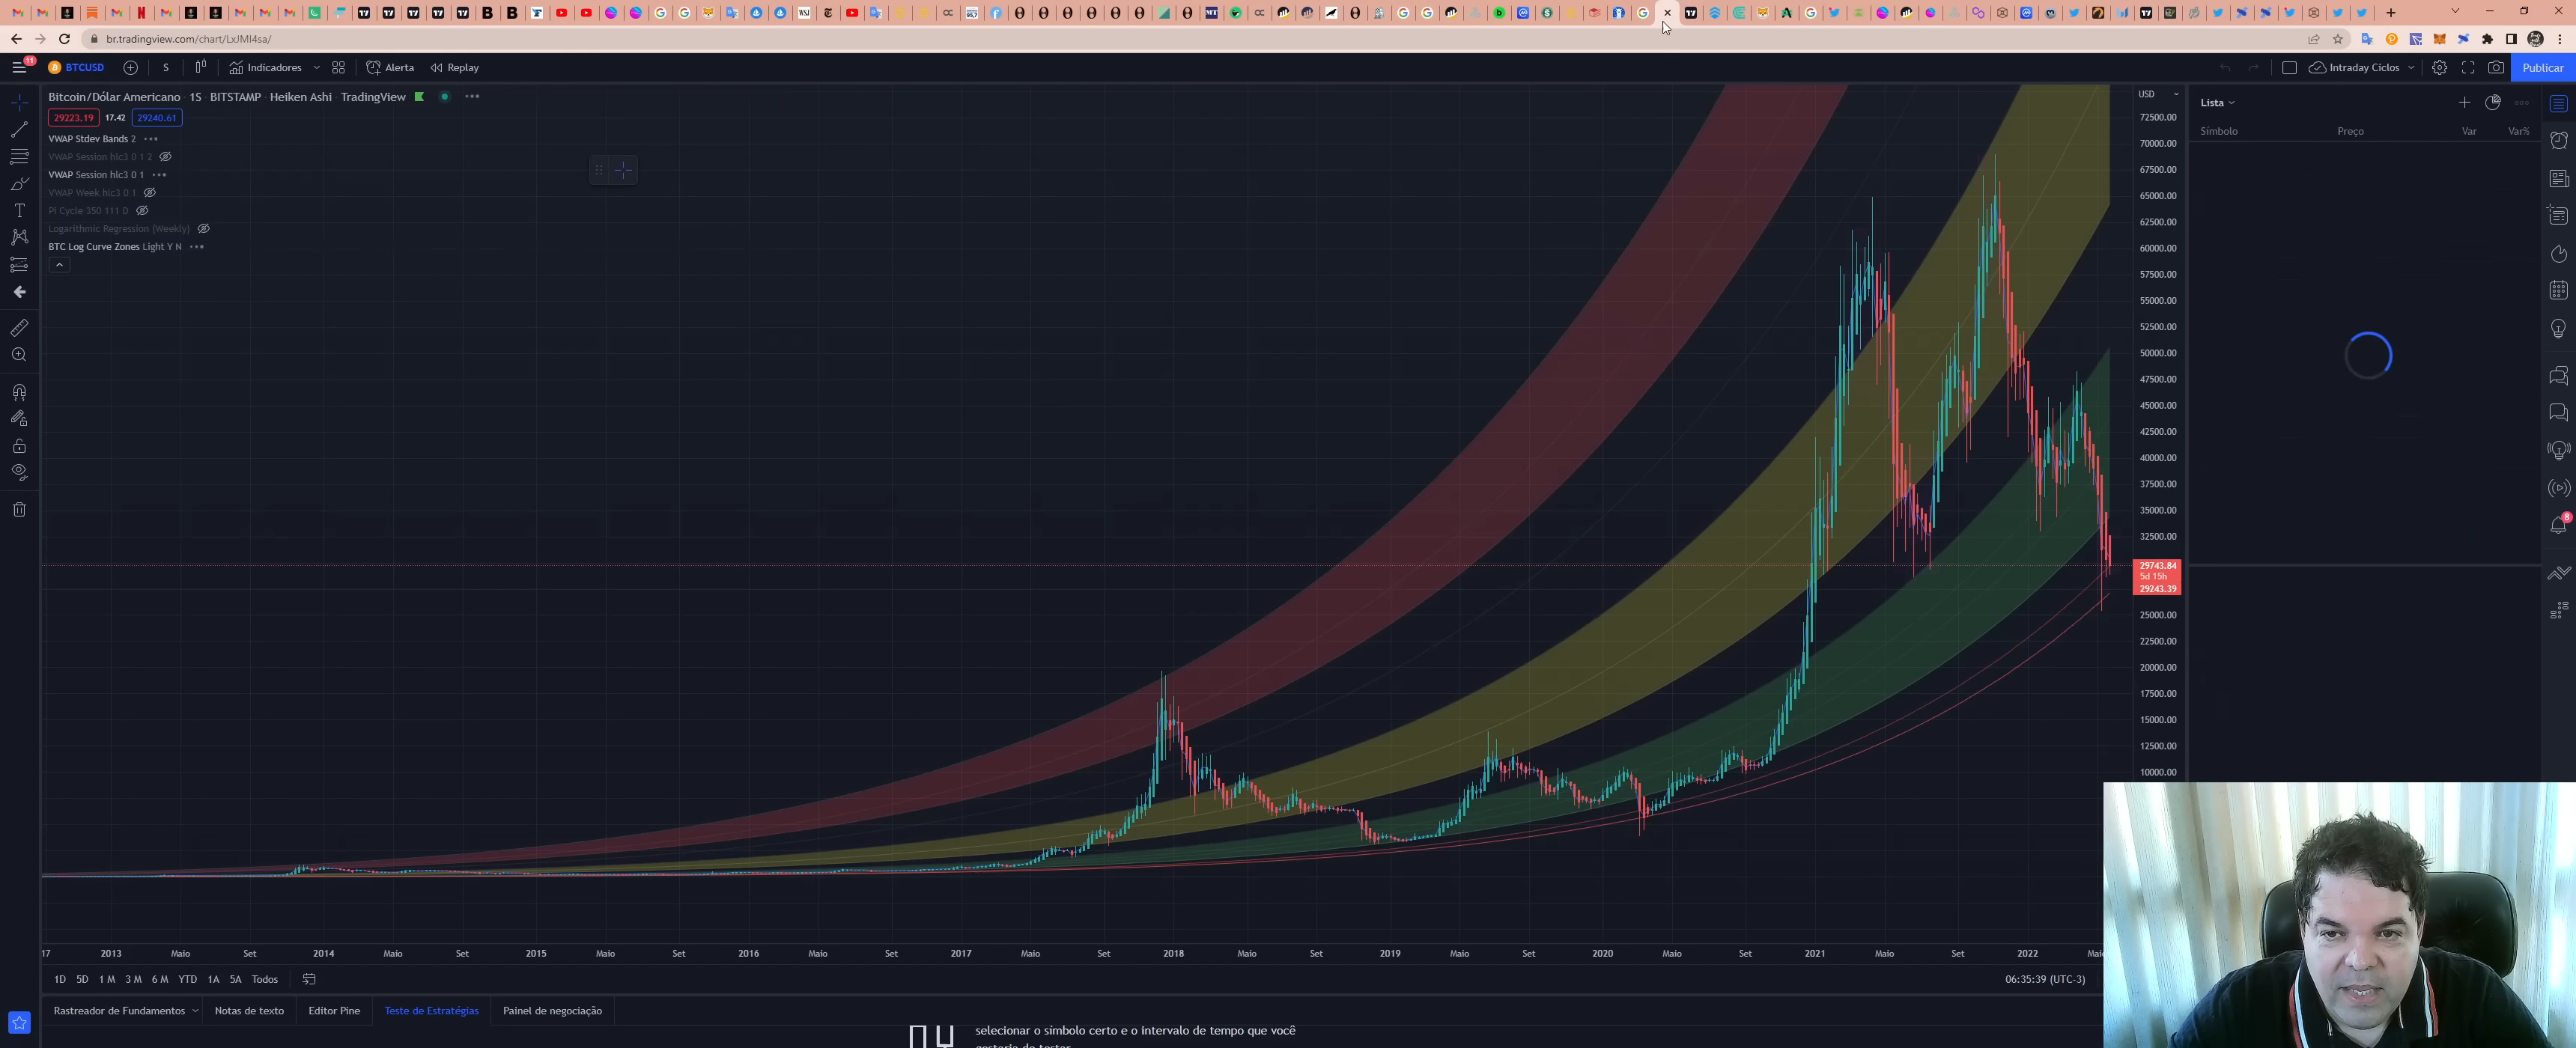 br.tradingview.com/chart/LxJMI4sa/
11
BTCUSD
S
Indicadores
Alerta
Replay
Intraday Ciclos
Publicar
Bitcoin/Dólar Americano · 1S · BITSTAMP · Heiken Ashi · TradingView
29223.19 17.42 29240.61
VWAP Stdev Bands 2
VWAP Session hlc3 0 1 2
VWAP Session hlc3 0 1
VWAP Week hlc3 0 1
PI Cycle 350 111 D
Logarithmic Regression (Weekly)
BTC Log Curve Zones Light Y N
USD
72500.00
70000.00
67500.00
65000.00
62500.00
60000.00
57500.00
55000.00
52500.00
50000.00
47500.00
45000.00
42500.00
40000.00
37500.00
35000.00
32500.00
29743.84
5d 15h
29243.39
25000.00
22500.00
20000.00
17500.00
15000.00
12500.00
10000.00
Lista
Símbolo Preço Var Var%
8
17 2013 Maio Set 2014 Maio Set 2015 Maio Set 2016 Maio Set 2017 Maio Set 2018 Maio Set 2019 Maio Set 2020 Maio Set 2021 Maio Set 2022
1D 5D 1 M 3 M 6 M YTD 1A 5A Todos
06:35:39 (UTC-3)
Rastreador de Fundamentos Notas de texto Editor Pine Teste de Estratégias Painel de negociação
selecionar o símbolo certo e o intervalo de tempo que você